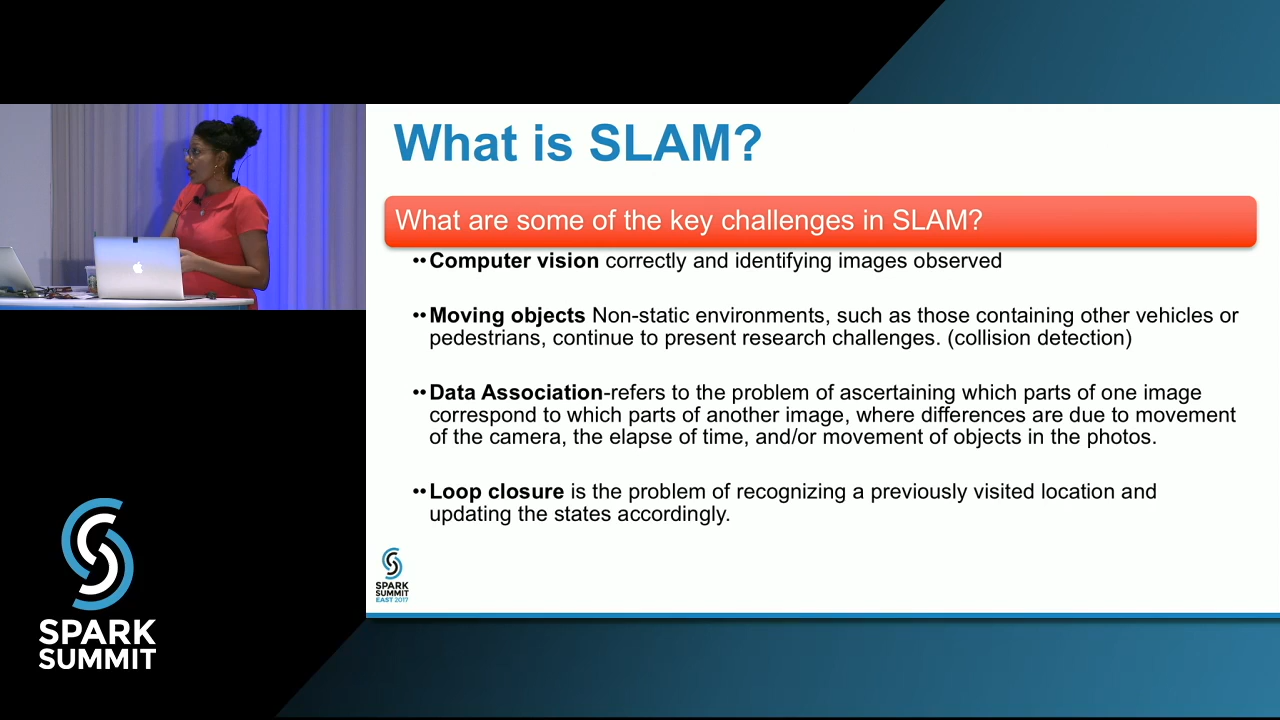 What is SLAM?
What are some of the key challenges in SLAM?
••Computer vision correctly and identifying images observed
••Moving objects Non-static environments, such as those containing other vehicles or
pedestrians, continue to present research challenges. (collision detection)
••Data Association-refers to the problem of ascertaining which parts of one image
correspond to which parts of another image, where differences are due to movement
of the camera, the elapse of time, and/or movement of objects in the photos.
••Loop closure is the problem of recognizing a previously visited location and
updating the states accordingly.
SPARK
SUMMIT
EAST 2017
SPARK
SUMMIT